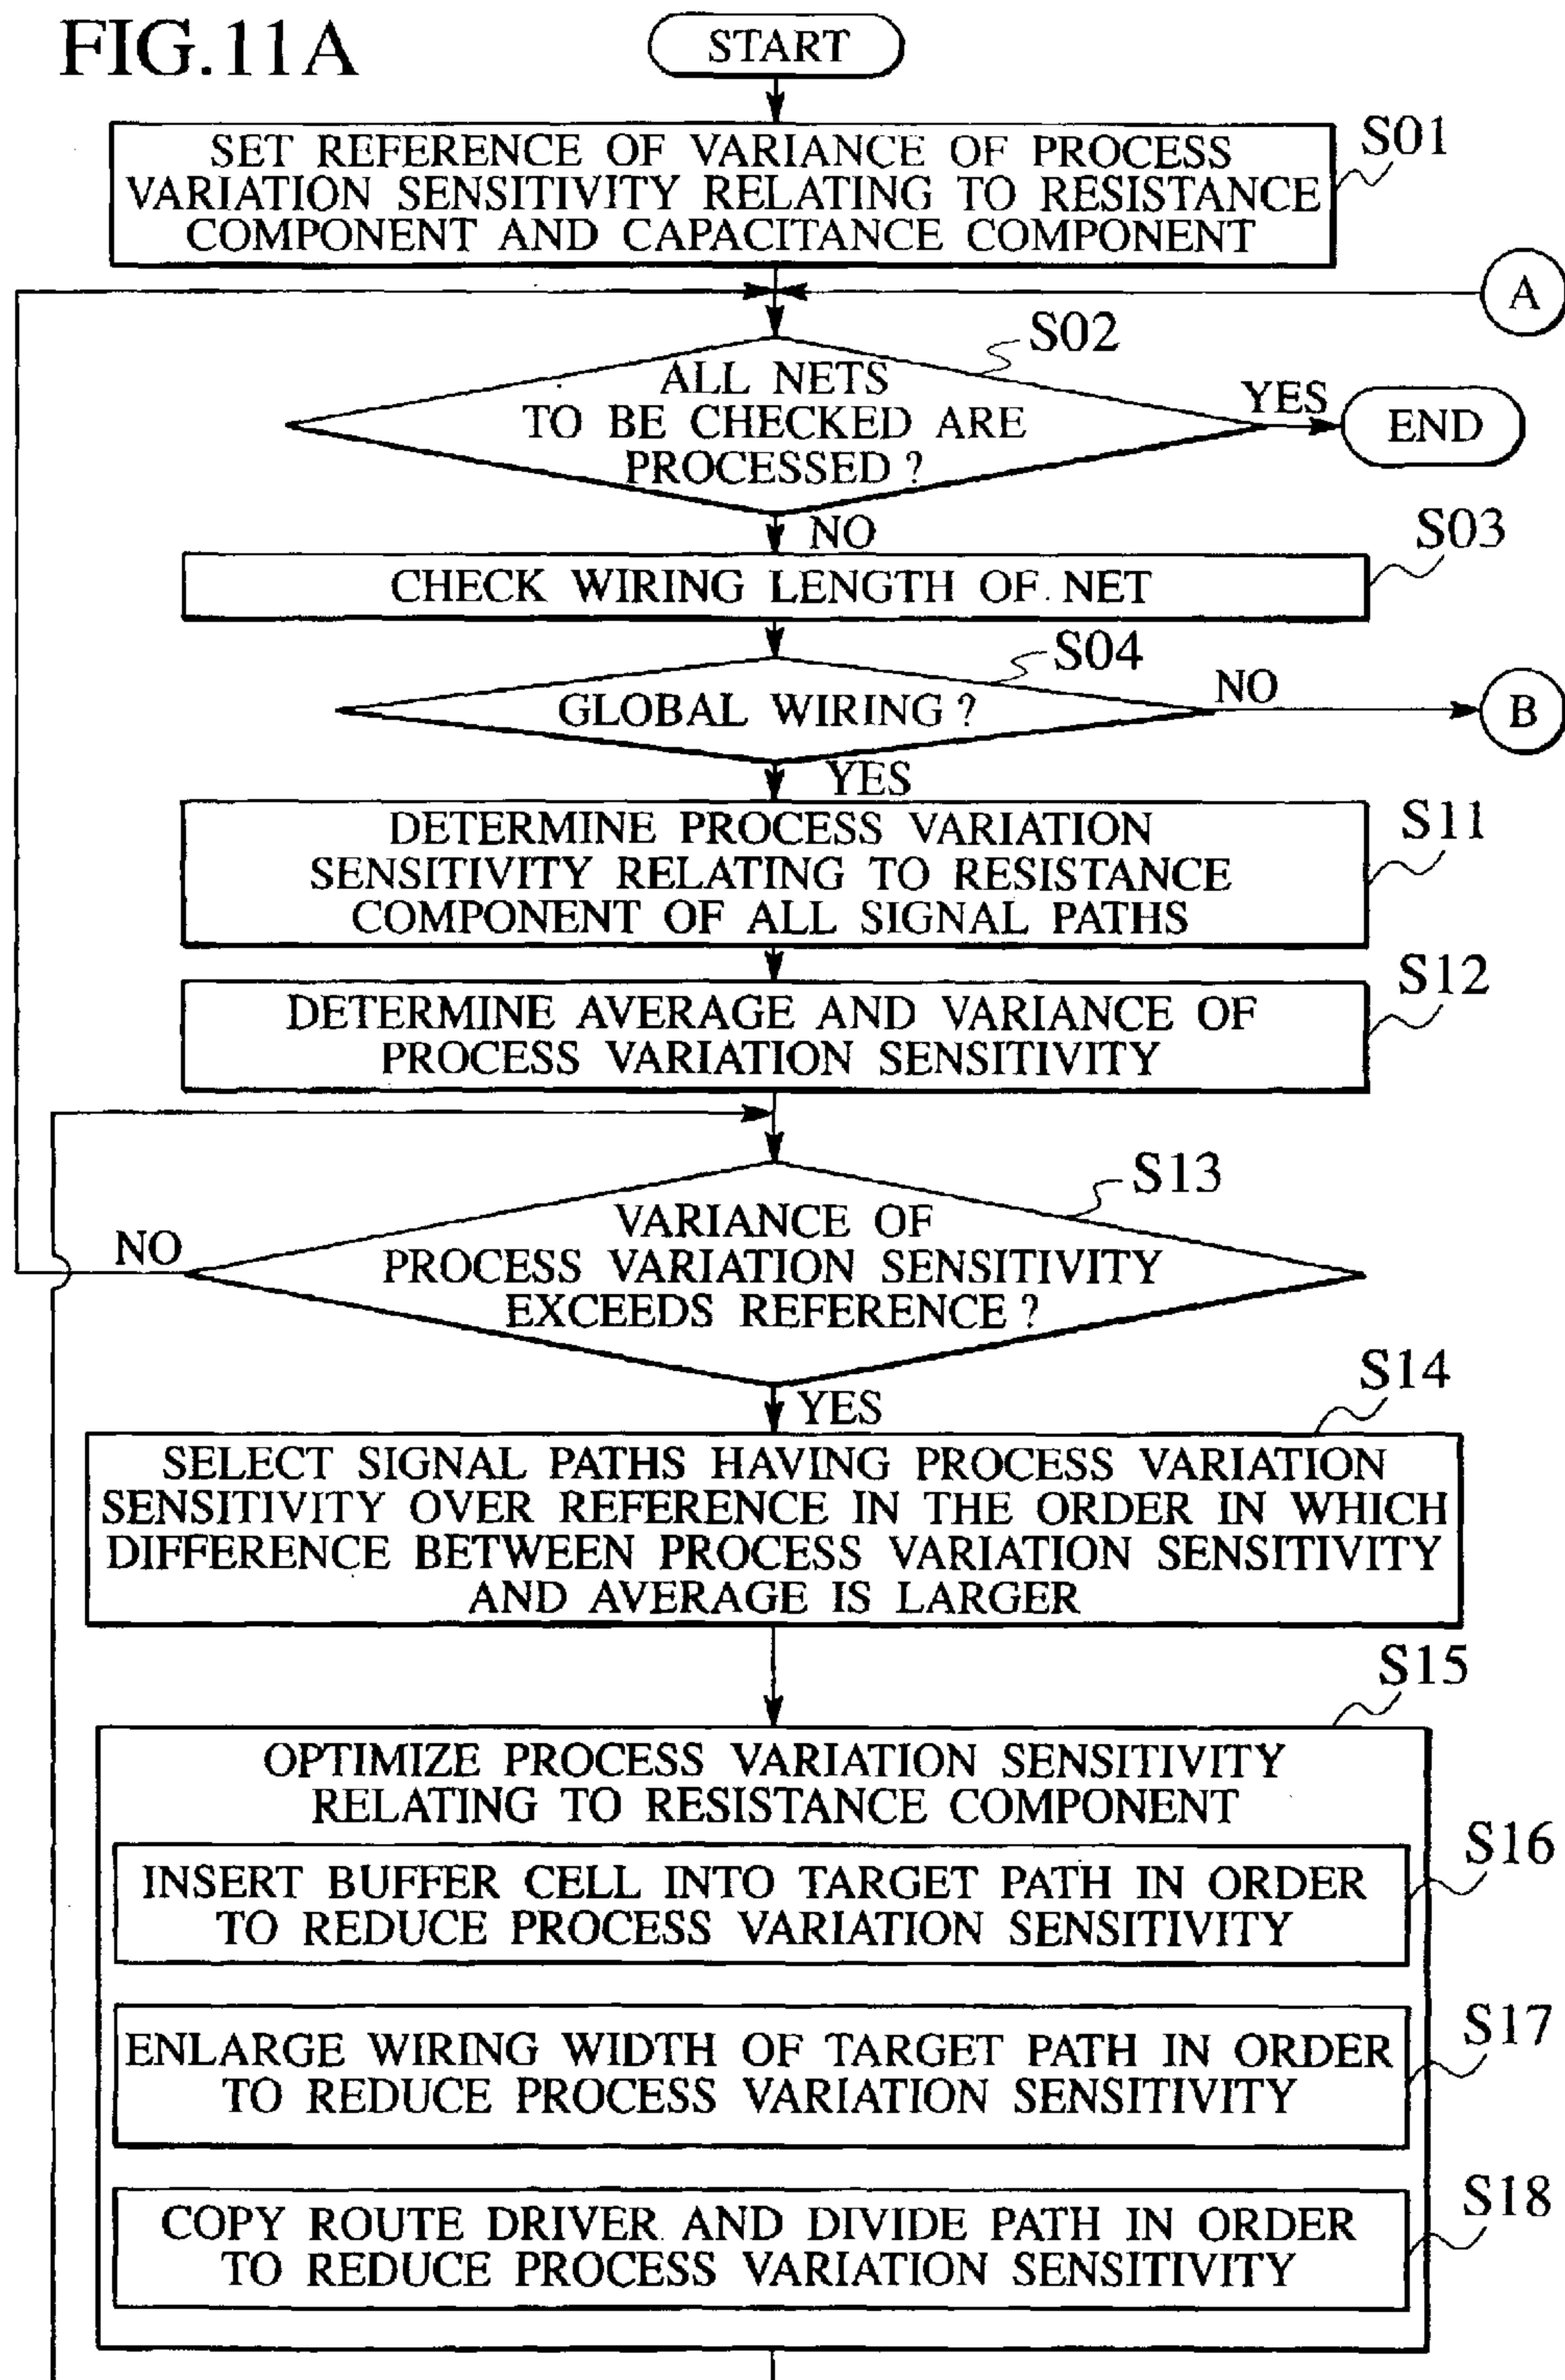 FIG.11A
START
SET REFERENCE OF VARIANCE OF PROCESS
VARIATION SENSITIVITY RELATING TO RESISTANCE
COMPONENT AND CAPACITANCE COMPONENT
S01
A
S02
ALL NETS
TO BE CHECKED ARE
PROCESSED ?
YES
END
NO
S03
CHECK WIRING LENGTH OF NET
S04
GLOBAL WIRING ?
NO
B
YES
S11
DETERMINE PROCESS VARIATION
SENSITIVITY RELATING TO RESISTANCE
COMPONENT OF ALL SIGNAL PATHS
S12
DETERMINE AVERAGE AND VARIANCE OF
PROCESS VARIATION SENSITIVITY
S13
VARIANCE OF
PROCESS VARIATION SENSITIVITY
EXCEEDS REFERENCE ?
NO
YES
S14
SELECT SIGNAL PATHS HAVING PROCESS VARIATION
SENSITIVITY OVER REFERENCE IN THE ORDER IN WHICH
DIFFERENCE BETWEEN PROCESS VARIATION SENSITIVITY
AND AVERAGE IS LARGER
S15
OPTIMIZE PROCESS VARIATION SENSITIVITY
RELATING TO RESISTANCE COMPONENT
S16
INSERT BUFFER CELL INTO TARGET PATH IN ORDER
TO REDUCE PROCESS VARIATION SENSITIVITY
S17
ENLARGE WIRING WIDTH OF TARGET PATH IN ORDER
TO REDUCE PROCESS VARIATION SENSITIVITY
S18
COPY ROUTE DRIVER AND DIVIDE PATH IN ORDER
TO REDUCE PROCESS VARIATION SENSITIVITY